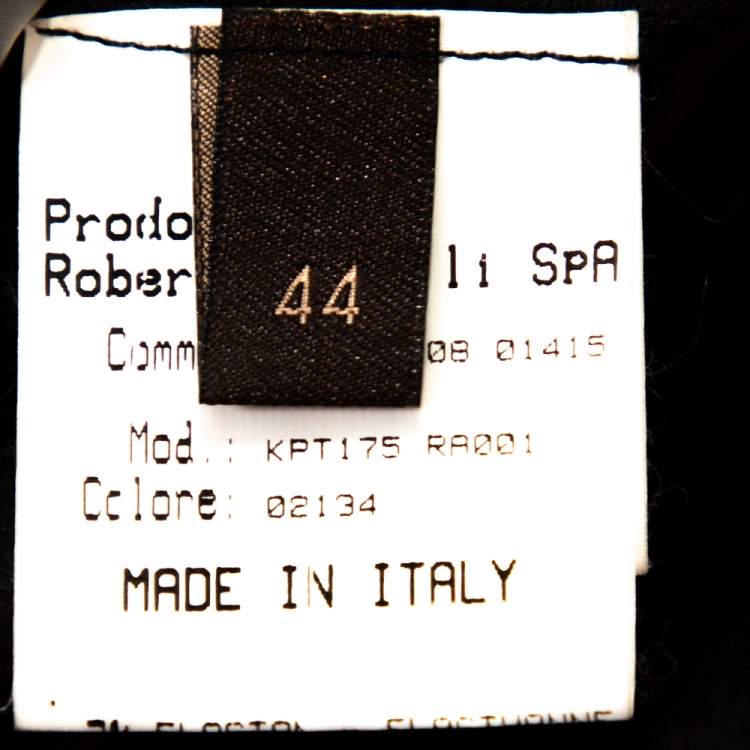 44
Prodo
Rober li SpA
Comm 08 01415
Mod.: KPT175 RA001
Colore: 02134
MADE IN ITALY